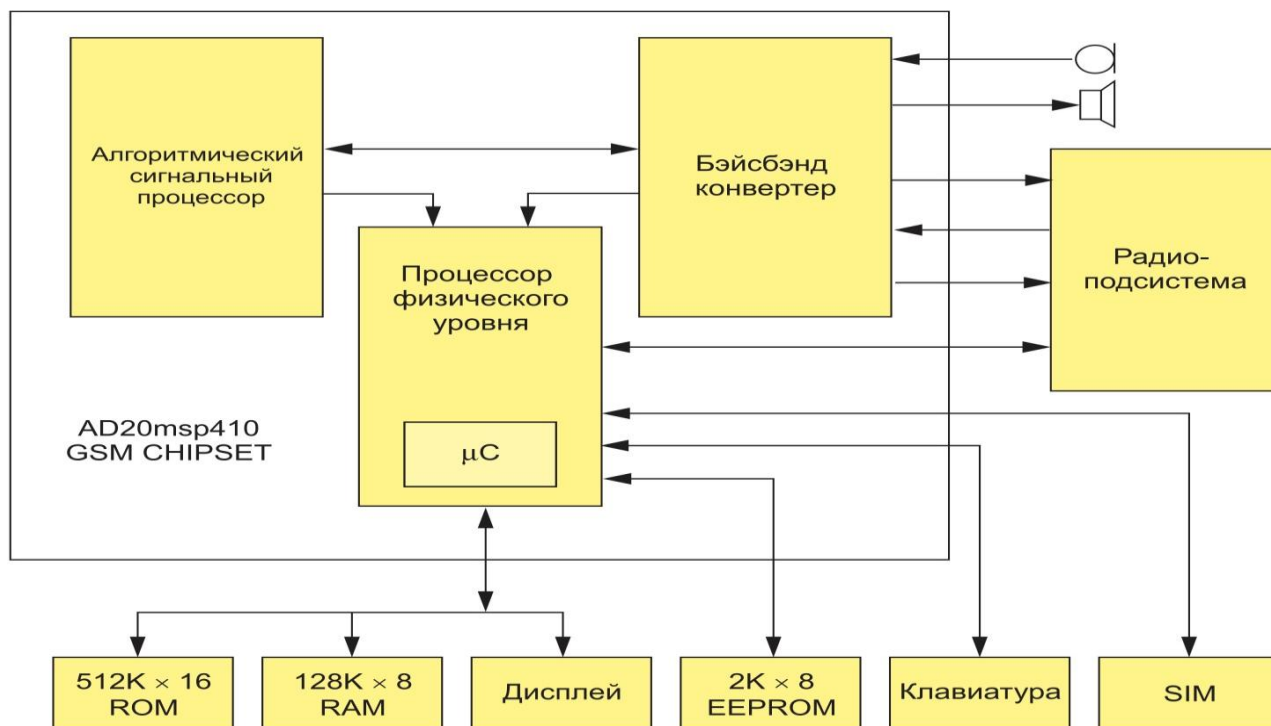 Алгоритмический
сигнальный
процессор
Бэйсбэнд
конвертер
Радио-
подсистема
Процессор
физического
уровня
μC
AD20msp410
GSM CHIPSET
512K × 16
ROM
128K × 8
RAM
Дисплей
2K × 8
EEPROM
Клавиатура
SIM